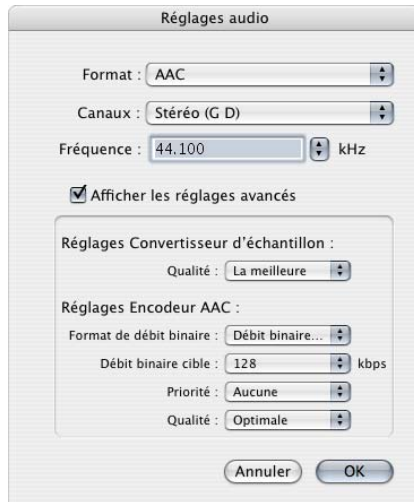 Réglages audio
Format : AAC
Canaux : Stéréo (G D)
Fréquence : 44.100 kHz
Afficher les réglages avancés
Réglages Convertisseur d'échantillon :
Qualité : La meilleure
Réglages Encodeur AAC :
Format de débit binaire : Débit binaire...
Débit binaire cible : 128 kbps
Priorité : Aucune
Qualité : Optimale
Annuler OK